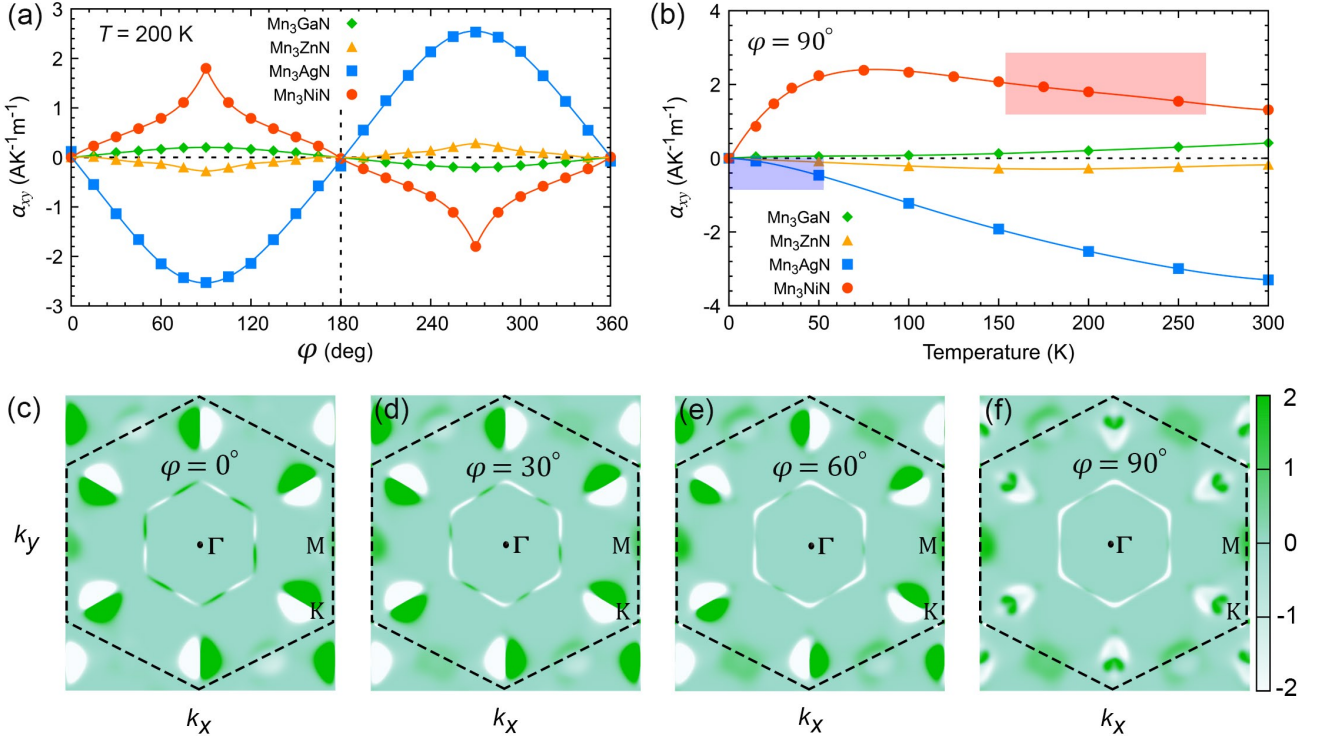 (a)
T = 200 K
Mn3GaN
Mn3ZnN
Mn3AgN
Mn3NiN
αxy (AK⁻¹m⁻¹)
3
2
1
0
-1
-2
-3
0 60 120 180 240 300 360
φ (deg)
(b)
φ = 90°
Mn3GaN
Mn3ZnN
Mn3AgN
Mn3NiN
αxy (AK⁻¹m⁻¹)
4
2
0
-2
-4
0 50 100 150 200 250 300
Temperature (K)
(c)
φ = 0°
Γ
M
K
ky
kx
(d)
φ = 30°
Γ
M
K
kx
(e)
φ = 60°
Γ
M
K
kx
(f)
φ = 90°
Γ
M
K
kx
2
1
0
-1
-2